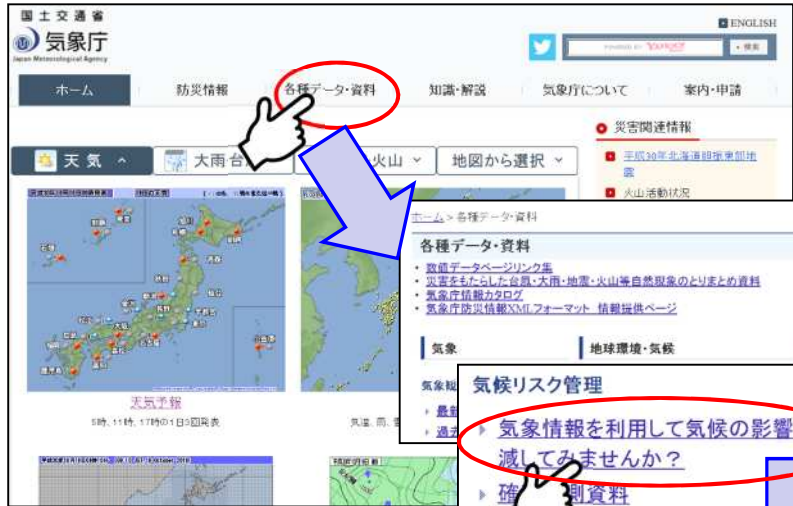 国土交通省
気象庁
Japan Meteorological Agency
ENGLISH
POWERED BY YAHOO!
検索
ホーム
防災情報
各種データ・資料
知識・解説
気象庁について
案内・申請
災害関連情報
平成30年北海道胆振東部地
震
火山活動状況
天気
大雨・台
火山
地図から選択
天気予報
5時、11時、17時の1日3回発表
気温、雨、
ホーム > 各種データ・資料
各種データ・資料
数値データページリンク集
災害をもたらした台風・大雨・地震・火山等自然現象のとりまとめ資料
気象庁情報カタログ
気象庁防災情報XMLフォーマット 情報提供ページ
気象
地球環境・気候
気象
最新
過去
気候リスク管理
気象情報を利用して気候の影響
減してみませんか？
確
測資料